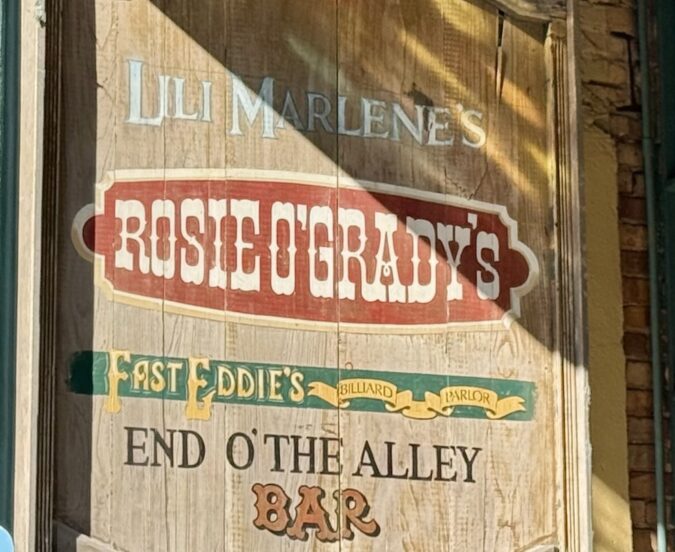 LILI MARLENE'S
ROSIE O'GRADY'S
FAST EDDIE'S BILLIARD PARLOR
END O' THE ALLEY
BAR